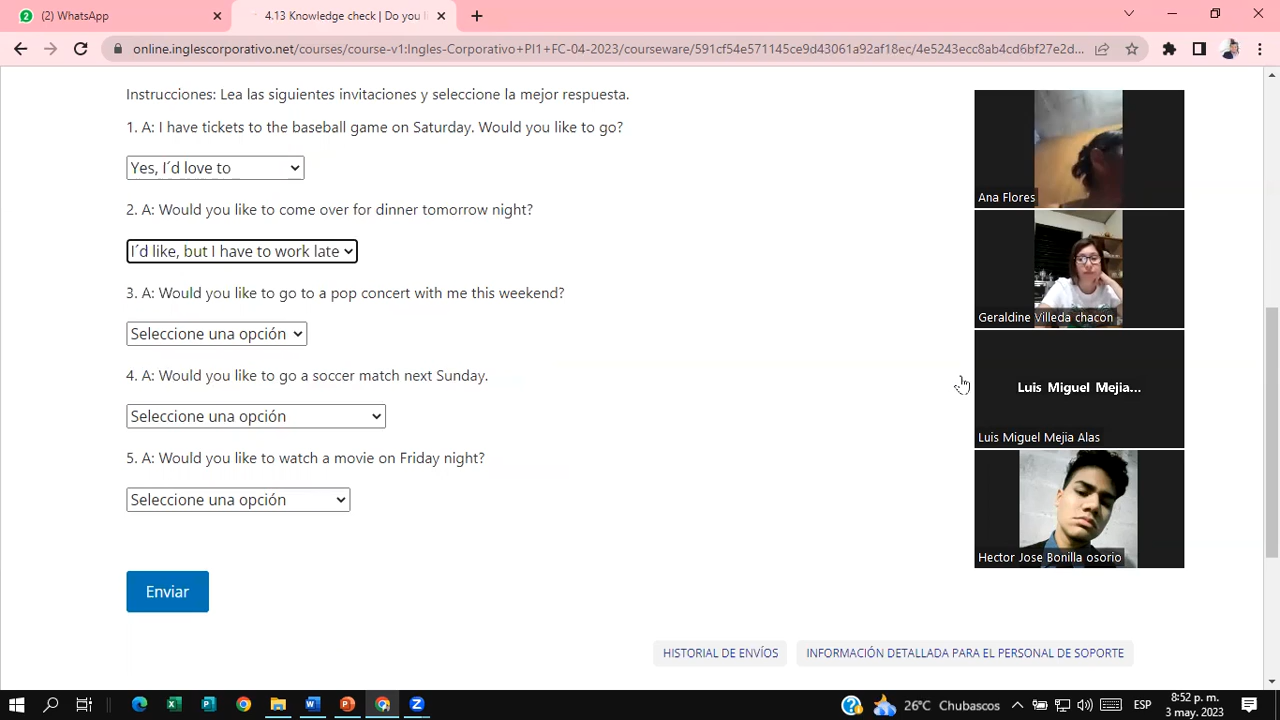 (2) WhatsApp
4.13 Knowledge check | Do you li
online.inglescorporativo.net/courses/course-v1:Ingles-Corporativo+PI1+FC-04-2023/courseware/591cf54e571145ce9d43061a92af18ec/4e5243ecc8ab4cd6bf27e2d...
Instrucciones: Lea las siguientes invitaciones y seleccione la mejor respuesta.
1. A: I have tickets to the baseball game on Saturday. Would you like to go?
Yes, I´d love to
2. A: Would you like to come over for dinner tomorrow night?
I´d like, but I have to work late
3. A: Would you like to go to a pop concert with me this weekend?
Seleccione una opción
4. A: Would you like to go a soccer match next Sunday.
Seleccione una opción
5. A: Would you like to watch a movie on Friday night?
Seleccione una opción
Enviar
HISTORIAL DE ENVÍOS
INFORMACIÓN DETALLADA PARA EL PERSONAL DE SOPORTE
Ana Flores
Geraldine Villeda chacon
Luis Miguel Mejia...
Luis Miguel Mejia Alas
Hector Jose Bonilla osorio
26°C Chubascos
ESP
8:52 p. m.
3 may. 2023